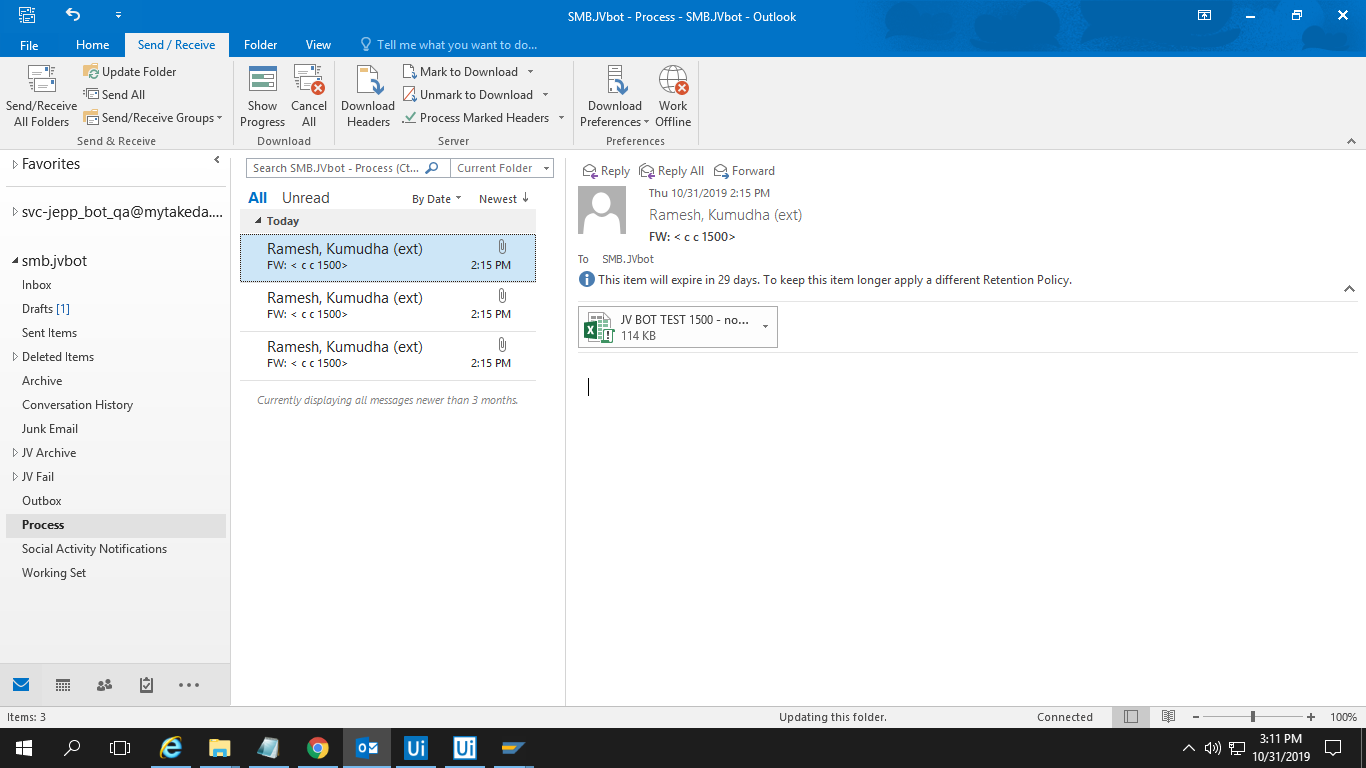 SMB.JVbot - Process - SMB.JVbot - Outlook
File Home Send / Receive Folder View Tell me what you want to do...
Send/Receive All Folders
Update Folder
Send All
Send/Receive Groups
Send & Receive
Show Progress
Cancel All
Download
Download Headers
Mark to Download
Unmark to Download
Process Marked Headers
Server
Download Preferences
Work Offline
Preferences
Favorites
svc-jepp_bot_qa@mytakeda....
smb.jvbot
Inbox
Drafts [1]
Sent Items
Deleted Items
Archive
Conversation History
Junk Email
JV Archive
JV Fail
Outbox
Process
Social Activity Notifications
Working Set
Search SMB.JVbot - Process (Ct... Current Folder
All Unread By Date Newest
Today
Ramesh, Kumudha (ext)
FW: < c c 1500> 2:15 PM
Ramesh, Kumudha (ext)
FW: < c c 1500> 2:15 PM
Ramesh, Kumudha (ext)
FW: < c c 1500> 2:15 PM
Currently displaying all messages newer than 3 months.
Reply Reply All Forward
Thu 10/31/2019 2:15 PM
Ramesh, Kumudha (ext)
FW: < c c 1500>
To SMB.JVbot
This item will expire in 29 days. To keep this item longer apply a different Retention Policy.
JV BOT TEST 1500 - no...
114 KB
Items: 3 Updating this folder. Connected 100%
Ui Ui
3:11 PM
10/31/2019